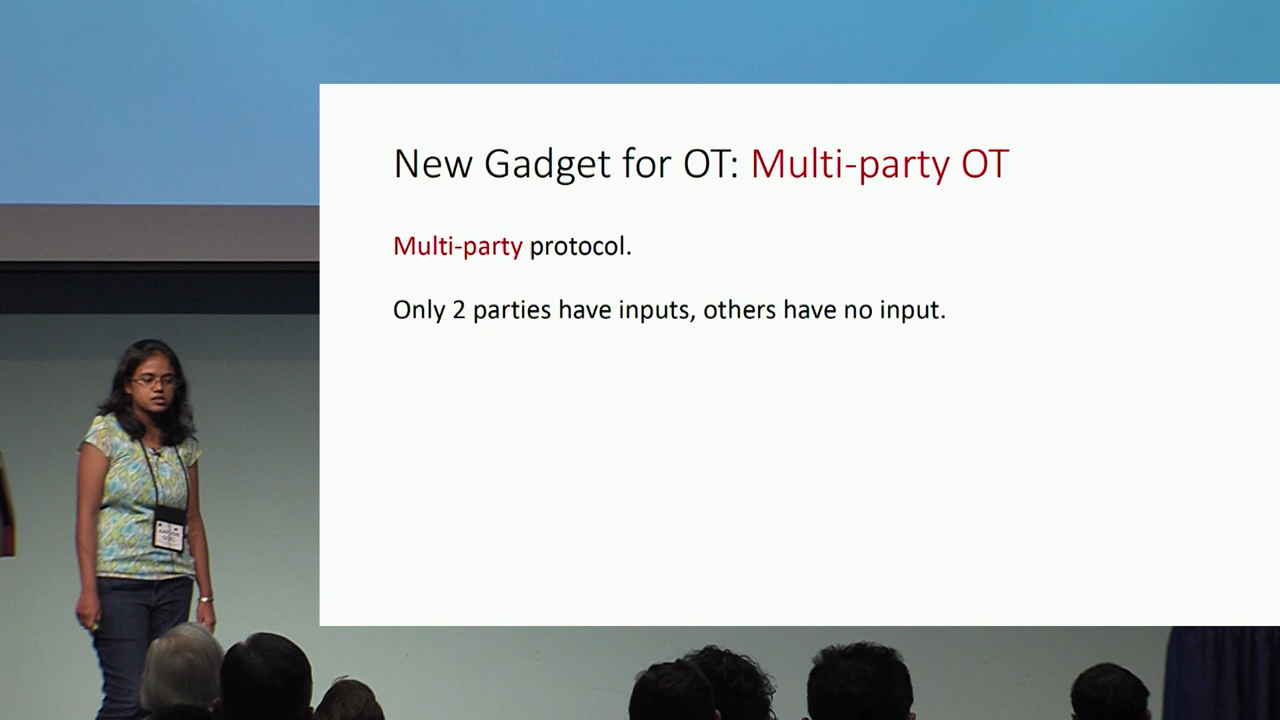 New Gadget for OT: Multi-party OT
Multi-party protocol.
Only 2 parties have inputs, others have no input.